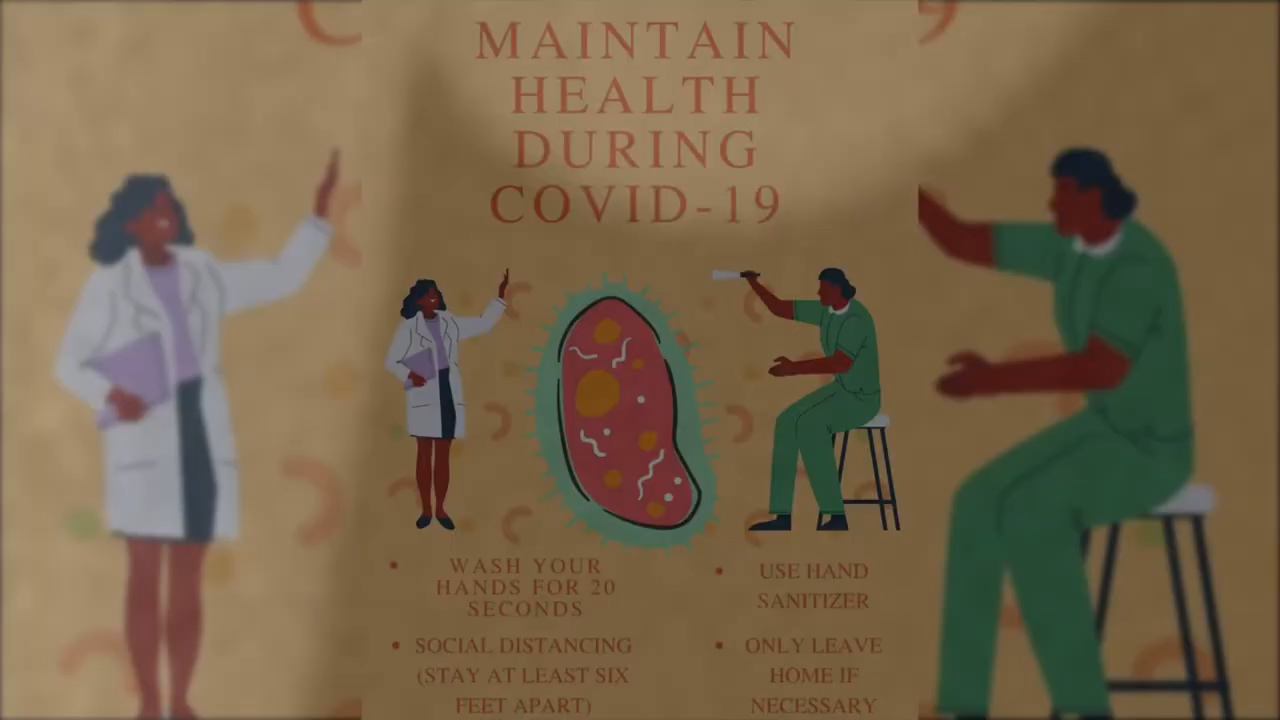 MAINTAIN
HEALTH
DURING
COVID-19
• WASH YOUR
HANDS FOR 20
SECONDS
• SOCIAL DISTANCING
(STAY AT LEAST SIX
FEET APART)
• USE HAND
SANITIZER
• ONLY LEAVE
HOME IF
NECESSARY